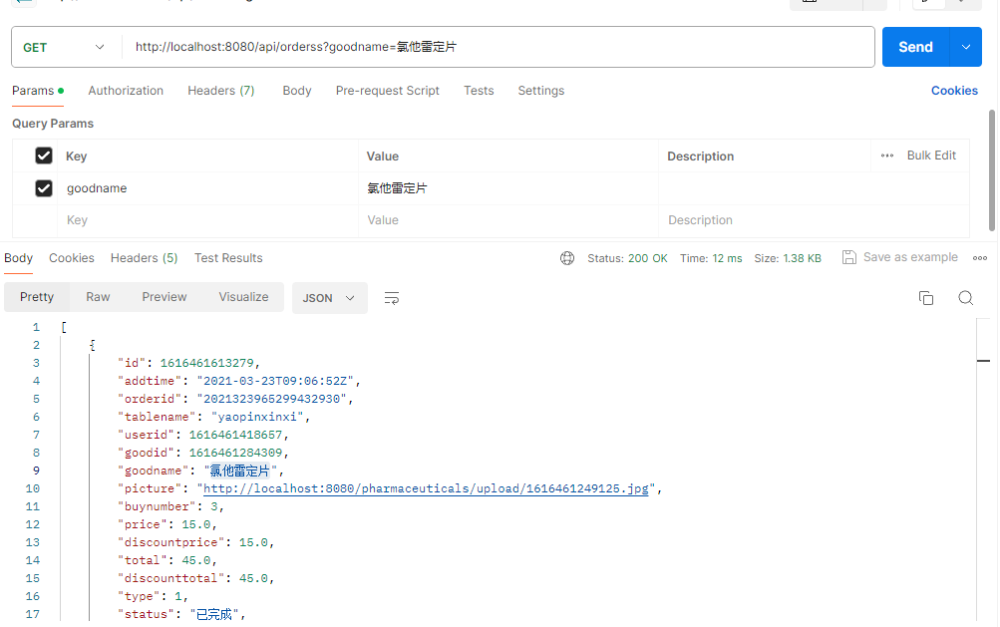 GET http://localhost:8080/api/orderss?goodname=氯他雷定片 Send
Params Authorization Headers (7) Body Pre-request Script Tests Settings Cookies
Query Params
Key Value Description Bulk Edit
goodname 氯他雷定片
Key Value Description
Body Cookies Headers (5) Test Results Status: 200 OK Time: 12 ms Size: 1.38 KB Save as example
Pretty Raw Preview Visualize JSON
1 [
2 {
3 "id": 1616461613279,
4 "addtime": "2021-03-23T09:06:52Z",
5 "orderid": "2021323965299432930",
6 "tablename": "yaopinxinxi",
7 "userid": 1616461418657,
8 "goodid": 1616461284309,
9 "goodname": "氯他雷定片",
10 "picture": "http://localhost:8080/pharmaceuticals/upload/1616461249125.jpg",
11 "buynumber": 3,
12 "price": 15.0,
13 "discountprice": 15.0,
14 "total": 45.0,
15 "discounttotal": 45.0,
16 "type": 1,
17 "status": "已完成",